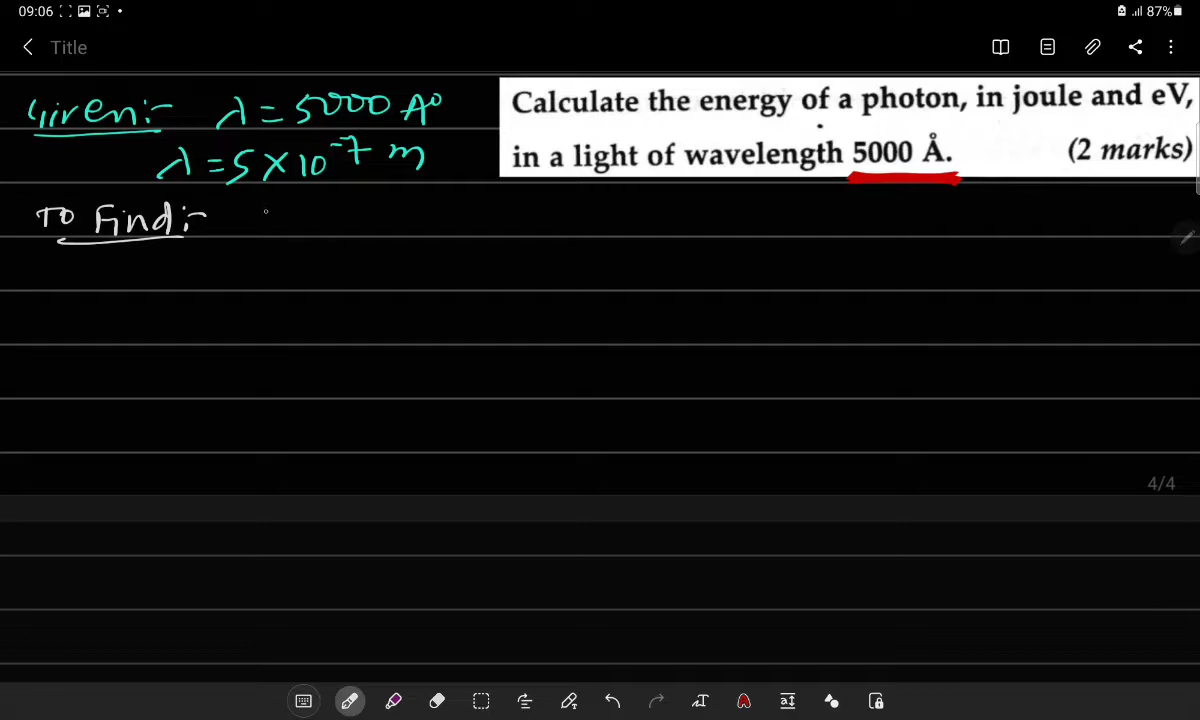 09:06
87%
Title
Given:- λ = 5000 A°
λ = 5 × 10⁻⁷ m
To Find:-
Calculate the energy of a photon, in joule and eV,
in a light of wavelength 5000 Å. (2 marks)
4/4